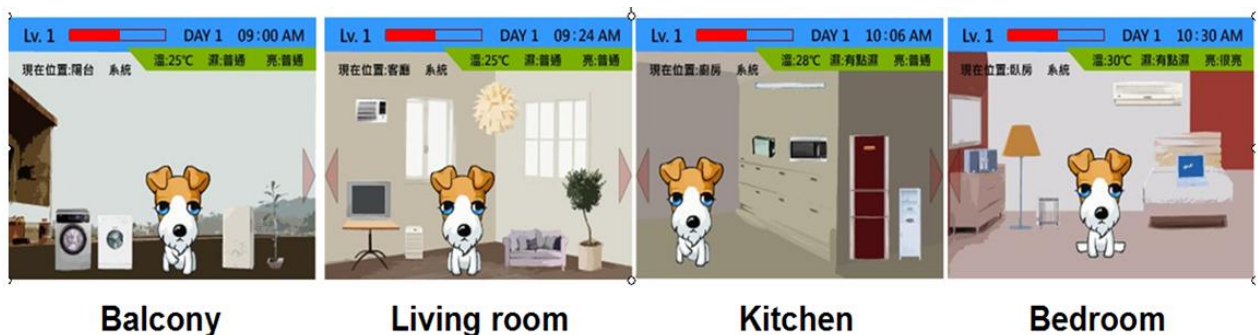 Lv. 1 DAY 1 09:00 AM
溫:25℃ 濕:普通 亮:普通
現在位置:陽台 系統
Balcony
Lv. 1 DAY 1 09:24 AM
溫:25℃ 濕:普通 亮:普通
現在位置:客廳 系統
Living room
Lv. 1 DAY 1 10:06 AM
溫:28℃ 濕:有點濕 亮:普通
現在位置:廚房 系統
Kitchen
Lv. 1 DAY 1 10:30 AM
溫:30℃ 濕:有點濕 亮:很亮
現在位置:臥房 系統
Bedroom